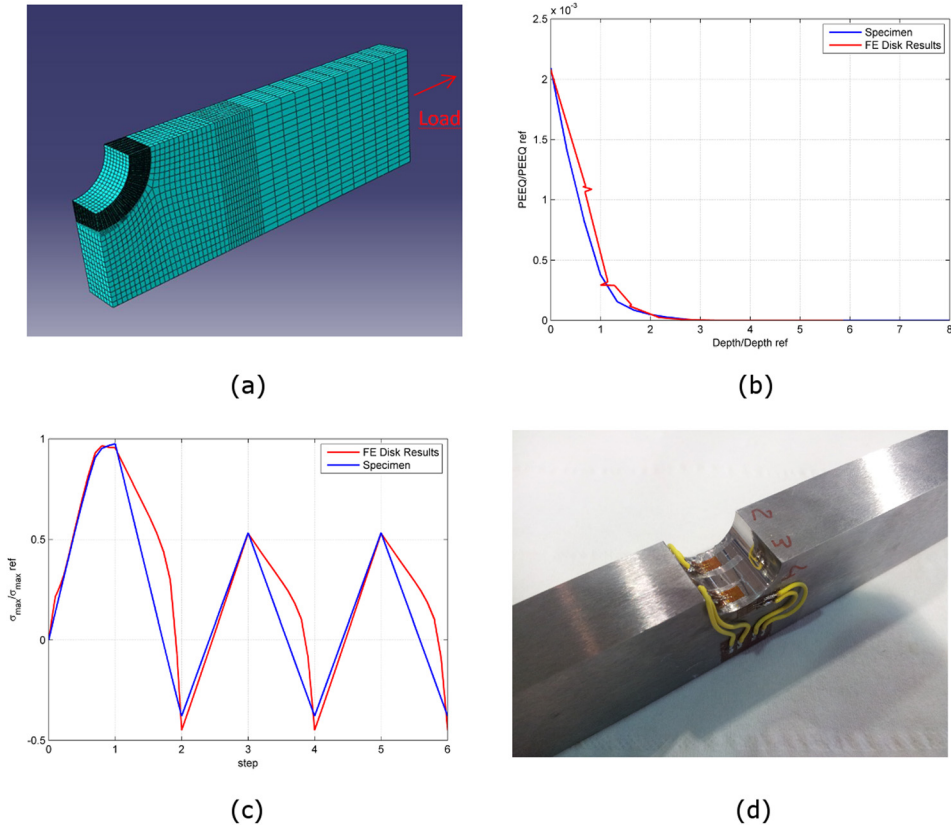 Load
(a)
x 10⁻³
2.5
2
1.5
1
0.5
0
0 1 2 3 4 5 6 7 8
PEEQ/PEEQ ref
Depth/Depth ref
Specimen
FE Disk Results
(b)
1
0.5
0
-0.5
0 1 2 3 4 5 6
σmax/σmax ref
step
FE Disk Results
Specimen
(c)
2
3
(d)